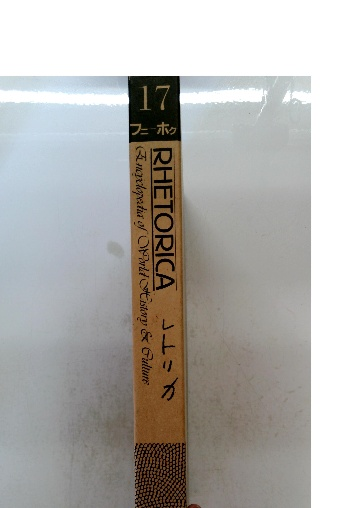 17
フニ-ホク
RHETORICA
レトリカ
Encyclopedia of World History & Culture